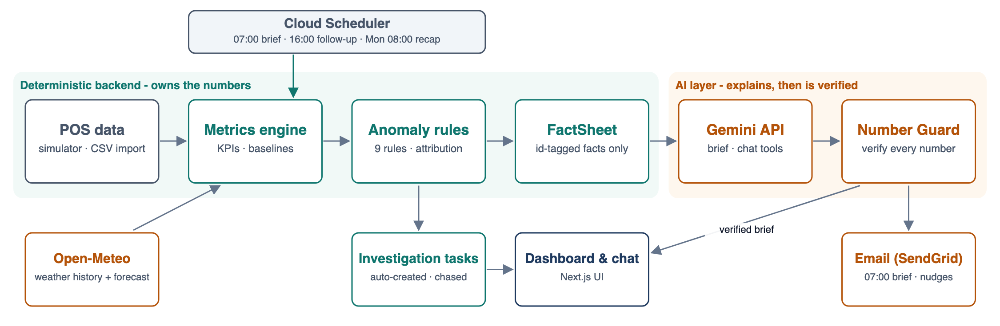 Cloud Scheduler
07:00 brief · 16:00 follow-up · Mon 08:00 recap
Deterministic backend - owns the numbers
AI layer - explains, then is verified
POS data
simulator · CSV import
Metrics engine
KPIs · baselines
Anomaly rules
9 rules · attribution
FactSheet
id-tagged facts only
Gemini API
brief · chat tools
Number Guard
verify every number
verified brief
Open-Meteo
weather history + forecast
Investigation tasks
auto-created · chased
Dashboard & chat
Next.js UI
Email (SendGrid)
07:00 brief · nudges